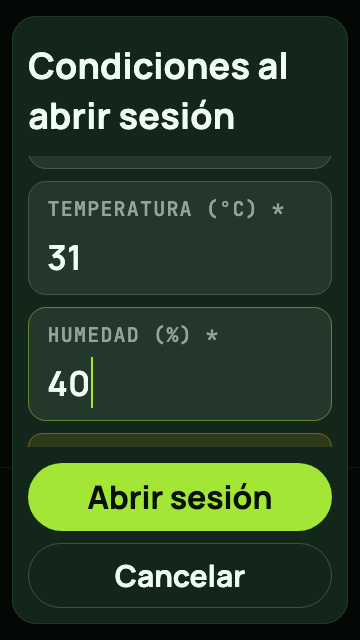 Condiciones al
abrir sesión
TEMPERATURA (°C) *
31
HUMEDAD (%) *
40
Abrir sesión
Cancelar